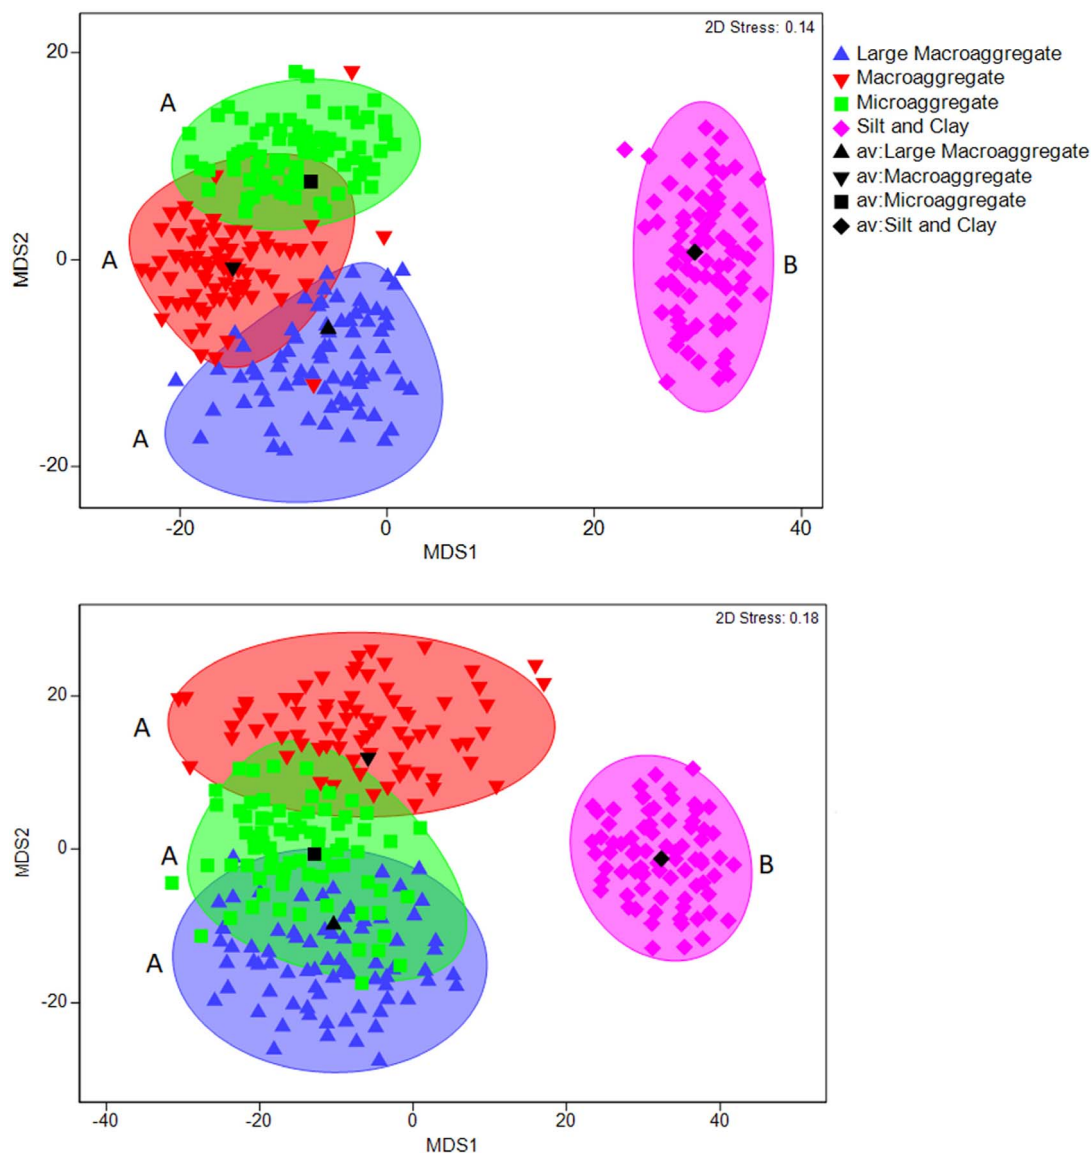 2D Stress: 0.14
20
0
-20
MDS2
A
A
A
B
-20
0
20
40
MDS1
Large Macroaggregate
Macroaggregate
Microaggregate
Silt and Clay
av:Large Macroaggregate
av:Macroaggregate
av:Microaggregate
av:Silt and Clay
2D Stress: 0.18
20
0
-20
MDS2
A
A
A
B
-40
-20
0
20
40
MDS1